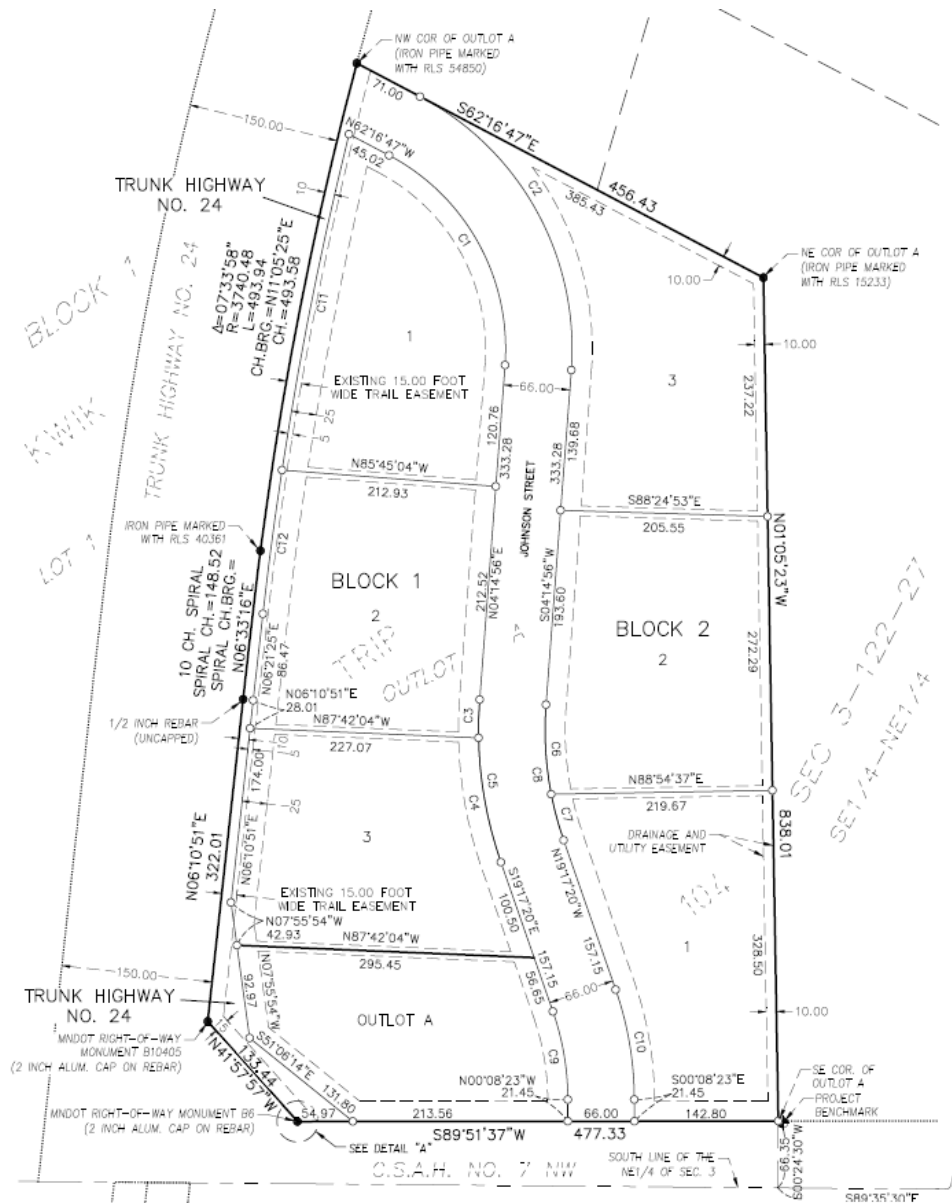 NW COR OF OUTLOT A
(IRON PIPE MARKED
WITH RLS 54850)
71.00
S62°16'47"E
456.43
385.43
150.00
N62°16'47"W
45.02
TRUNK HIGHWAY
NO. 24
10
C1
C2
NE COR OF OUTLOT A
(IRON PIPE MARKED
WITH RLS 15233)
10.00
10.00
BLOCK 1
KWIK
LOT 1
TRUNK HIGHWAY NO. 24
Δ=07°33'58"
R=3740.48
L=493.94
CH.BRG.=N11°05'25"E
CH.=493.58
C11
1
3
EXISTING 15.00 FOOT
WIDE TRAIL EASEMENT
66.00
237.22
25
5
120.76
333.28
139.68
333.28
N85°45'04"W
212.93
JOHNSON STREET
S88°24'53"E
205.55
N01°05'23"W
838.01
IRON PIPE MARKED
WITH RLS 40361
C12
BLOCK 1
2
212.52
N04°14'56"E
S04°14'56"W
193.60
BLOCK 2
2
272.29
10 CH. SPIRAL
SPIRAL CH.=148.52
SPIRAL CH.BRG.=
N06°33'16"E
N06°21'25"E
86.47
TRIP
OUTLOT A
SEC 3-122-27
SE1/4-NE1/4
N06°10'51"E
28.01
1/2 INCH REBAR
(UNCAPPED)
N87°42'04"W
227.07
C3
C6
C8
10
5
174.00
25
C5
C4
C7
N88°54'37"E
219.67
DRAINAGE AND
UTILITY EASEMENT
N06°10'51"E
322.01
N06°10'51"E
3
N19°17'20"W
157.15
104
1
EXISTING 15.00 FOOT
WIDE TRAIL EASEMENT
S19°17'20"E
100.50
157.15
56.65
N07°55'54"W
42.93
N87°42'04"W
295.45
328.50
150.00
66.00
10.00
TRUNK HIGHWAY
NO. 24
92.97
N07°55'54"W
OUTLOT A
15
MNDOT RIGHT-OF-WAY
MONUMENT B10405
(2 INCH ALUM. CAP ON REBAR)
N41°57'57"W
133.44
S51°06'14"E
131.80
C9
C10
N00°08'23"W
21.45
S00°08'23"E
21.45
SE COR. OF
OUTLOT A
PROJECT
BENCHMARK
MNDOT RIGHT-OF-WAY MONUMENT B6
(2 INCH ALUM. CAP ON REBAR)
54.97
213.56
66.00
142.80
S89°51'37"W
477.33
SEE DETAIL "A"
C.S.A.H. NO. 7 NW
SOUTH LINE OF THE
NE1/4 OF SEC. 3
S00°24'30"W
S89°35'30"E